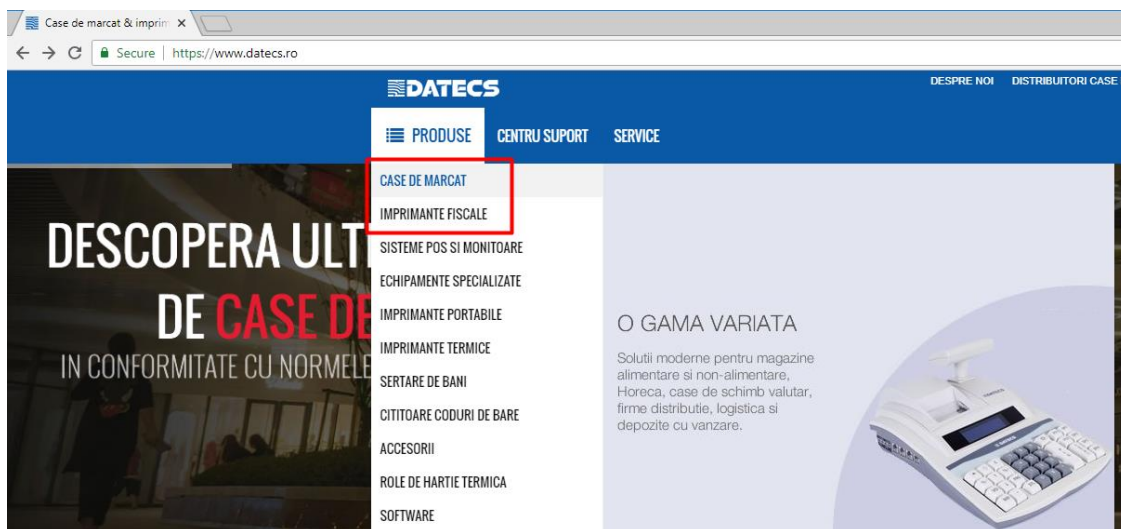 Case de marcat & imprim
Secure | https://www.datecs.ro
DATECS
DESPRE NOI DISTRIBUITORI CASE
PRODUSE CENTRU SUPORT SERVICE
CASE DE MARCAT
IMPRIMANTE FISCALE
SISTEME POS SI MONITOARE
ECHIPAMENTE SPECIALIZATE
IMPRIMANTE PORTABILE
IMPRIMANTE TERMICE
SERTARE DE BANI
CITITOARE CODURI DE BARE
ACCESORII
ROLE DE HARTIE TERMICA
SOFTWARE
DESCOPERA ULT
DE CASE DE
IN CONFORMITATE CU NORMELE
O GAMA VARIATA
Solutii moderne pentru magazine
alimentare si non-alimentare,
Horeca, case de schimb valutar,
firme distributie, logistica si
depozite cu vanzare.